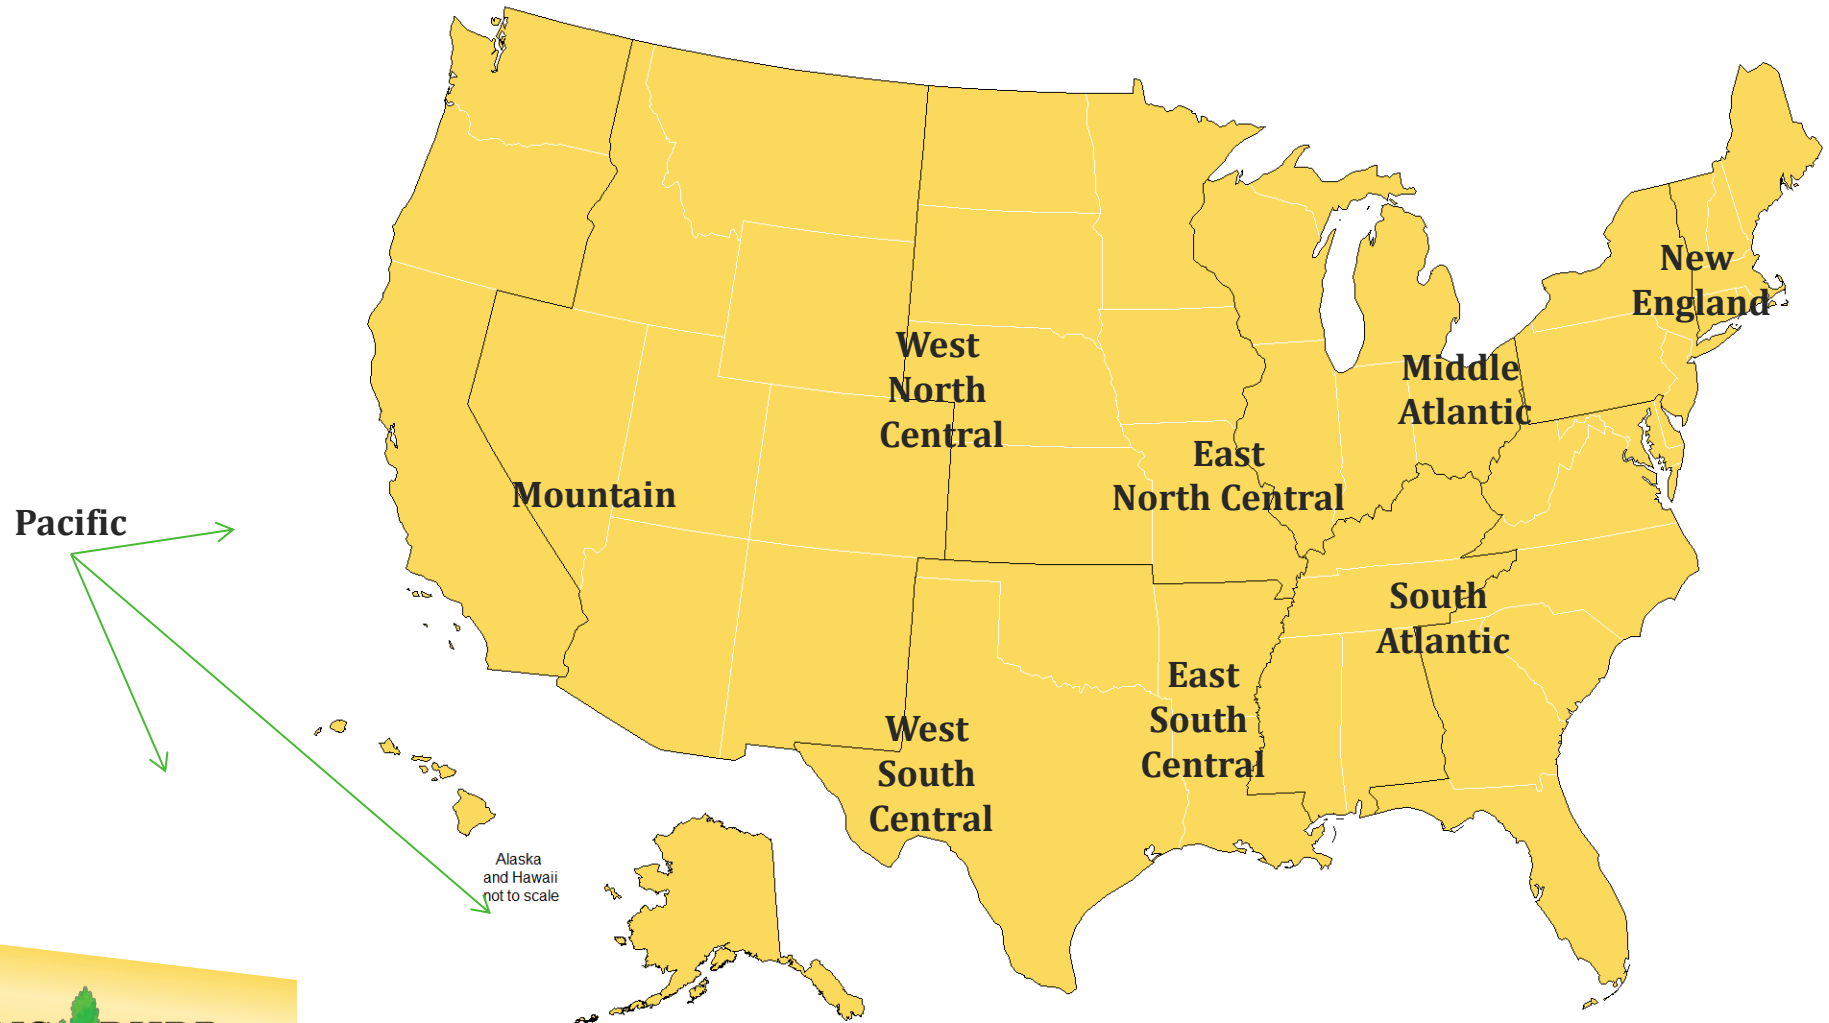 New
England
West
North
Central
Middle
Atlantic
East
North Central
Mountain
Pacific
South
Atlantic
East
South
Central
West
South
Central
Alaska
and Hawaii
not to scale